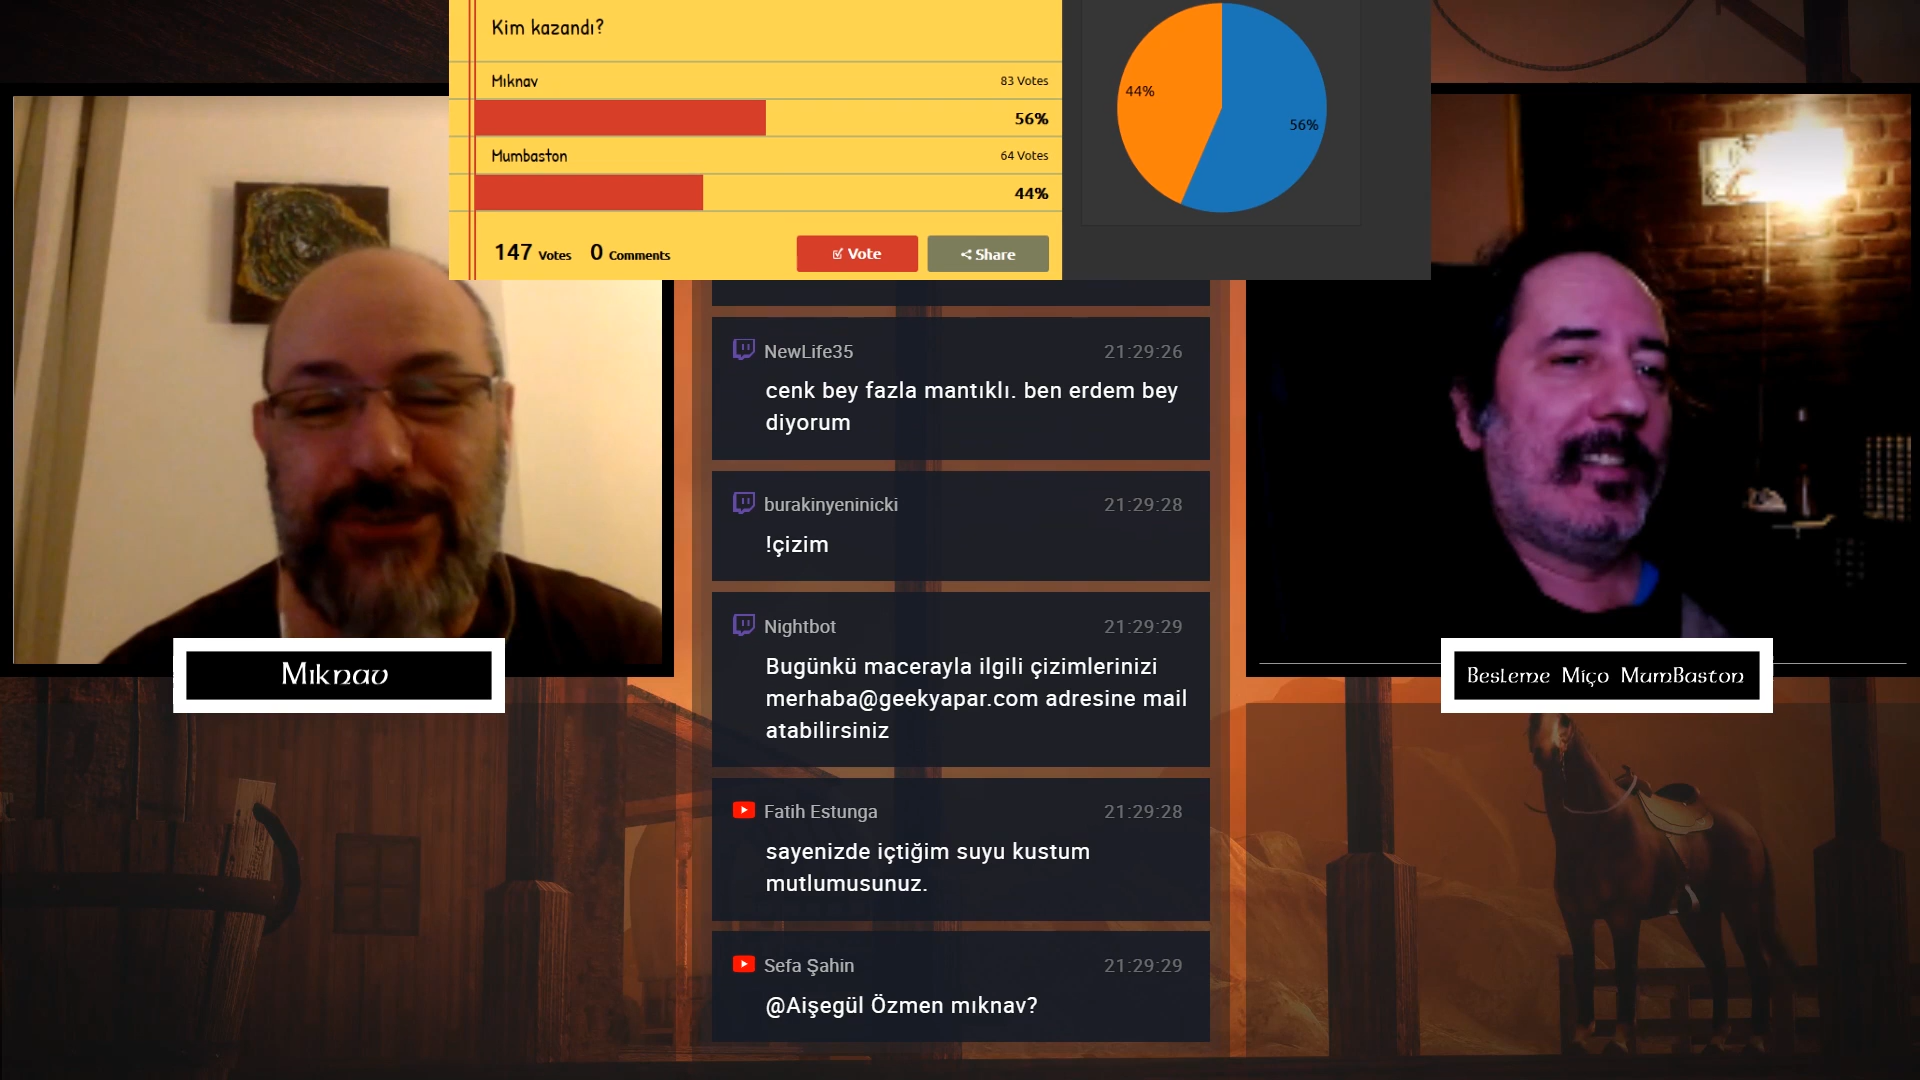 Kim kazandı?
Mıknav 83 Votes
56%
Mumbaston 64 Votes
44%
147 Votes 0 Comments Vote Share
44%
56%
NewLife35 21:29:26
cenk bey fazla mantıklı. ben erdem bey
diyorum
burakinyeninicki 21:29:28
!çizim
Nightbot 21:29:29
Bugünkü macerayla ilgili çizimlerinizi
merhaba@geekyapar.com adresine mail
atabilirsiniz
Fatih Estunga 21:29:28
sayenizde içtiğim suyu kustum
mutlumusunuz.
Sefa Şahin 21:29:29
@Aişegül Özmen mıknav?
Mıknav
Besleme Miço MumBaston